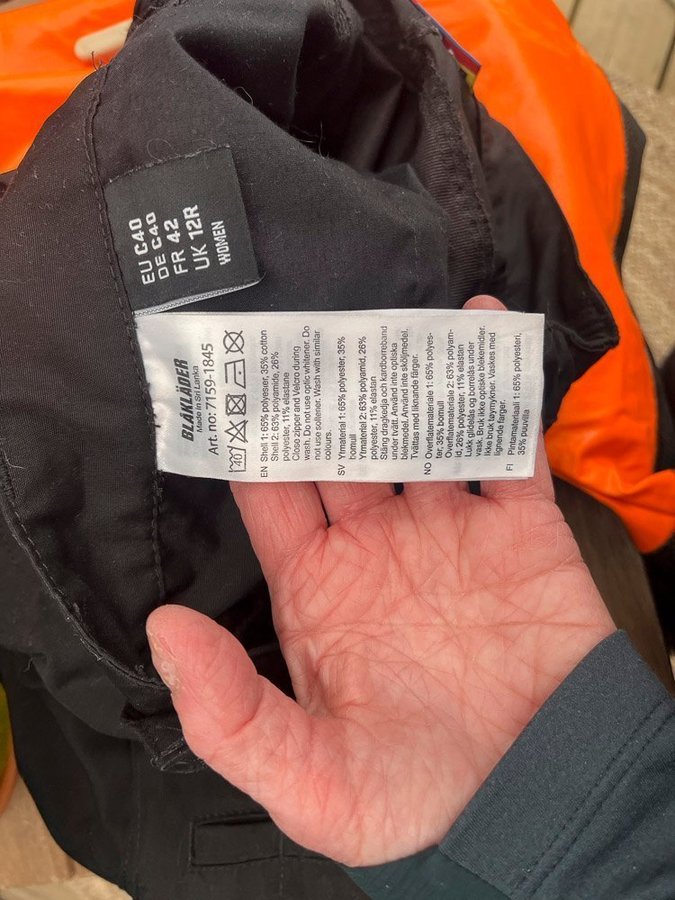 EU C40
DE C40
FR 42
UK 12R
WOMEN
BLÅKLÄDER
Made in Sri Lanka
Art. no: 7159-1845
40
EN Shell 1: 65% polyester, 35% cotton
Shell 2: 63% polyamide, 26%
polyester, 11% elastane
Close zipper and Velcro during
wash. Do not use optic whitener. Do
not use softener. Wash with similar
colours.
SV Ytmaterial 1: 65% polyester, 35%
bomull
Ytmaterial 2: 63% polyamid, 26%
polyester, 11% elastan
Stäng dragkedja och kardborreband
under tvätt. Använd inte optiska
blekmedel. Använd inte sköljmedel.
Tvättas med liknande färger.
NO Overflatemateriale 1: 65% polyes-
ter, 35% bomull
Overflatemateriale 2: 63% polyam-
id, 26% polyester, 11% elastan
Lukk glidelås og borrelås under
vask. Bruk ikke optiske blekemidler.
Ikke bruk tøymykner. Vaskes med
lignende farger.
FI Pintamateriaali 1: 65% polyesteri,
35% puuvilla